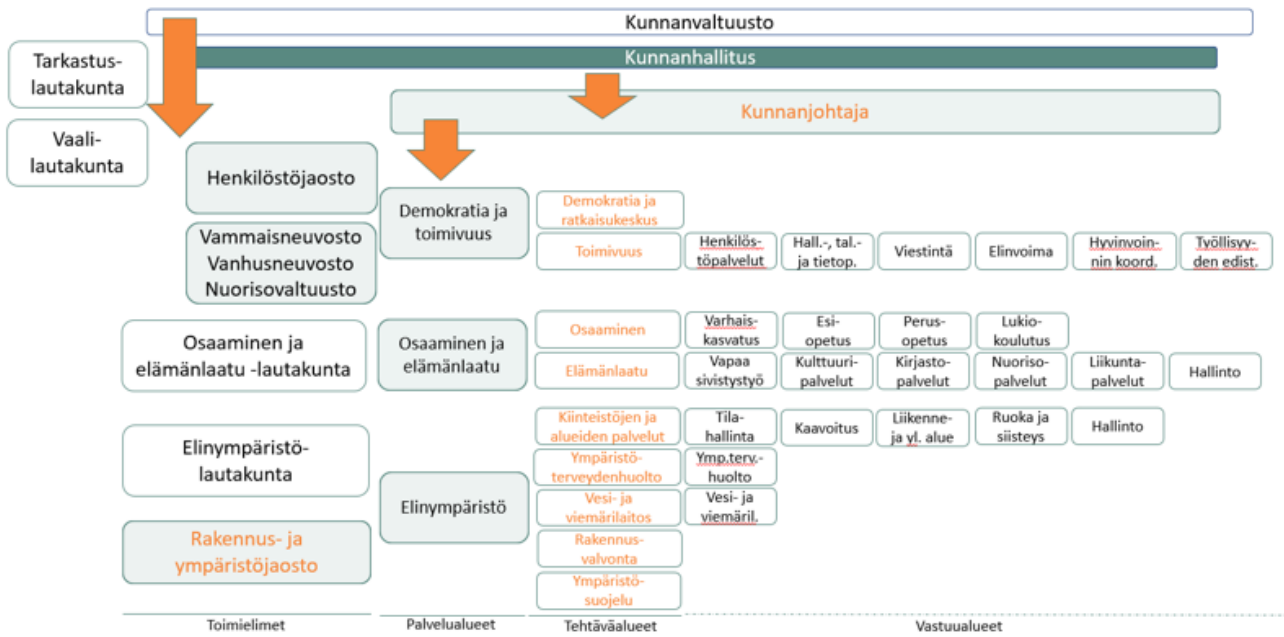 Kunnanvaltuusto
Kunnanhallitus
Tarkastus-
lautakunta
Kunnanjohtaja
Vaali-
lautakunta
Henkilöstöjaosto
Vammaisneuvosto
Vanhusneuvosto
Nuorisovaltuusto
Demokratia ja
toimivuus
Demokratia ja
ratkaisukeskus
Toimivuus
Henkilös-
töpalvelut
Hall.-, tal.-
ja tietop.
Viestintä
Elinvoima
Hyvinvoin-
nin koord.
Työllisyy-
den edist.
Osaaminen ja
elämänlaatu -lautakunta
Osaaminen ja
elämänlaatu
Osaaminen
Varhais-
kasvatus
Esi-
opetus
Perus-
opetus
Lukio-
koulutus
Elämänlaatu
Vapaa
sivistystyö
Kulttuuri-
palvelut
Kirjasto-
palvelut
Nuoriso-
palvelut
Liikunta-
palvelut
Hallinto
Elinympäristö-
lautakunta
Rakennus- ja
ympäristöjaosto
Elinympäristö
Kiinteistöjen ja
alueiden palvelut
Tila-
hallinta
Kaavoitus
Liikenne-
ja yl. alue
Ruoka ja
siisteys
Hallinto
Ympäristö-
terveydenhuolto
Ymp.terv.-
huolto
Vesi- ja
viemärilaitos
Vesi- ja
viemäril.
Rakennus-
valvonta
Ympäristö-
suojelu
Toimielimet
Palvelualueet
Tehtäväalueet
Vastuualueet